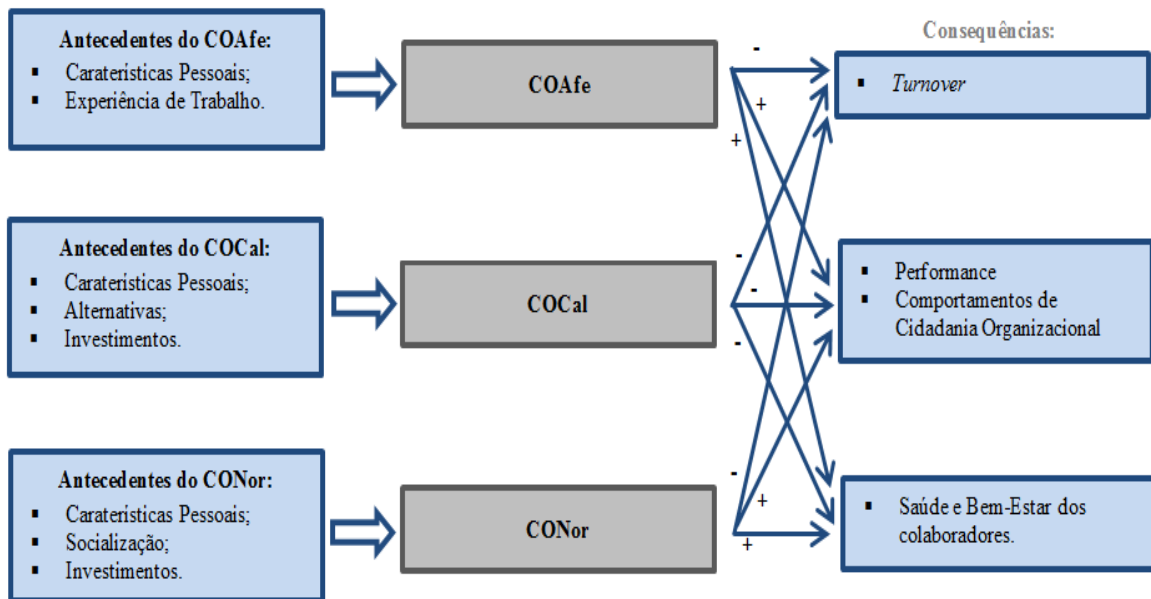 Antecedentes do COAfe:
▪ Caraterísticas Pessoais;
▪ Experiência de Trabalho.
COAfe
Consequências:
▪ Turnover
-
+
+
Antecedentes do COCal:
▪ Caraterísticas Pessoais;
▪ Alternativas;
▪ Investimentos.
COCal
-
-
-
▪ Performance
▪ Comportamentos de
Cidadania Organizacional
Antecedentes do CONor:
▪ Caraterísticas Pessoais;
▪ Socialização;
▪ Investimentos.
CONor
-
+
+
▪ Saúde e Bem-Estar dos
colaboradores.